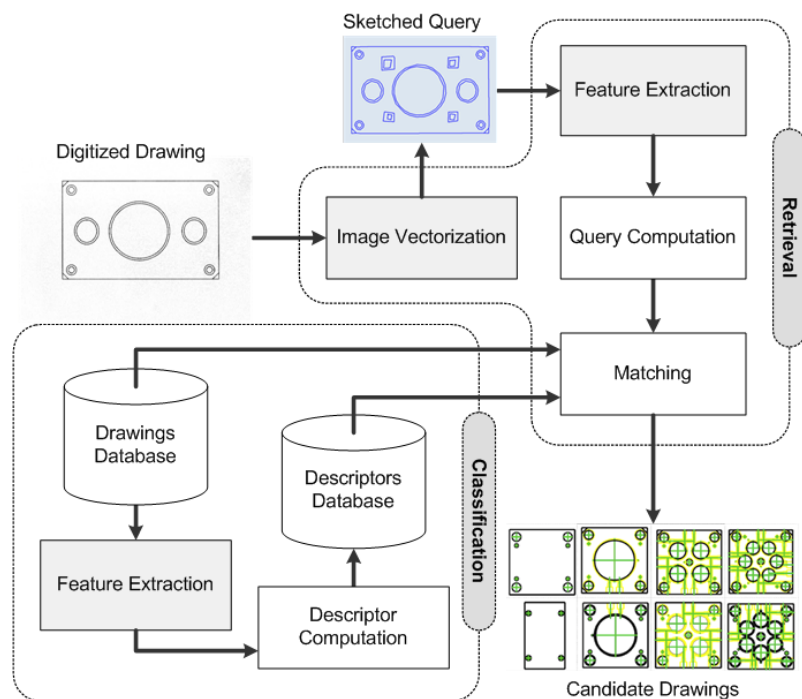 Sketched Query
Feature Extraction
Digitized Drawing
Image Vectorization
Query Computation
Retrieval
Matching
Drawings
Database
Descriptors
Database
Classification
Feature Extraction
Descriptor
Computation
Candidate Drawings